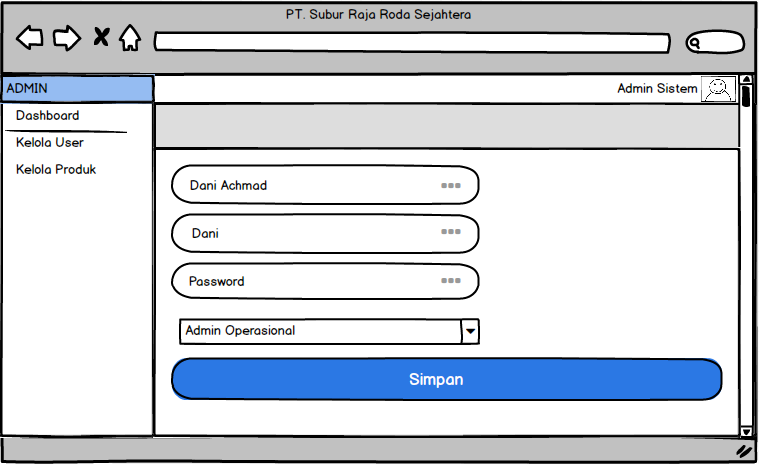 PT. Subur Raja Roda Sejahtera
ADMIN
Admin Sistem
Dashboard
Kelola User
Kelola Produk
Dani Achmad
Dani
Password
Admin Operasional
Simpan